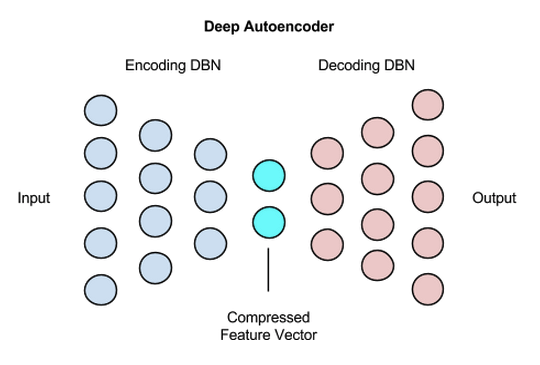 Deep Autoencoder
Encoding DBN
Decoding DBN
Input
Output
Compressed
Feature Vector